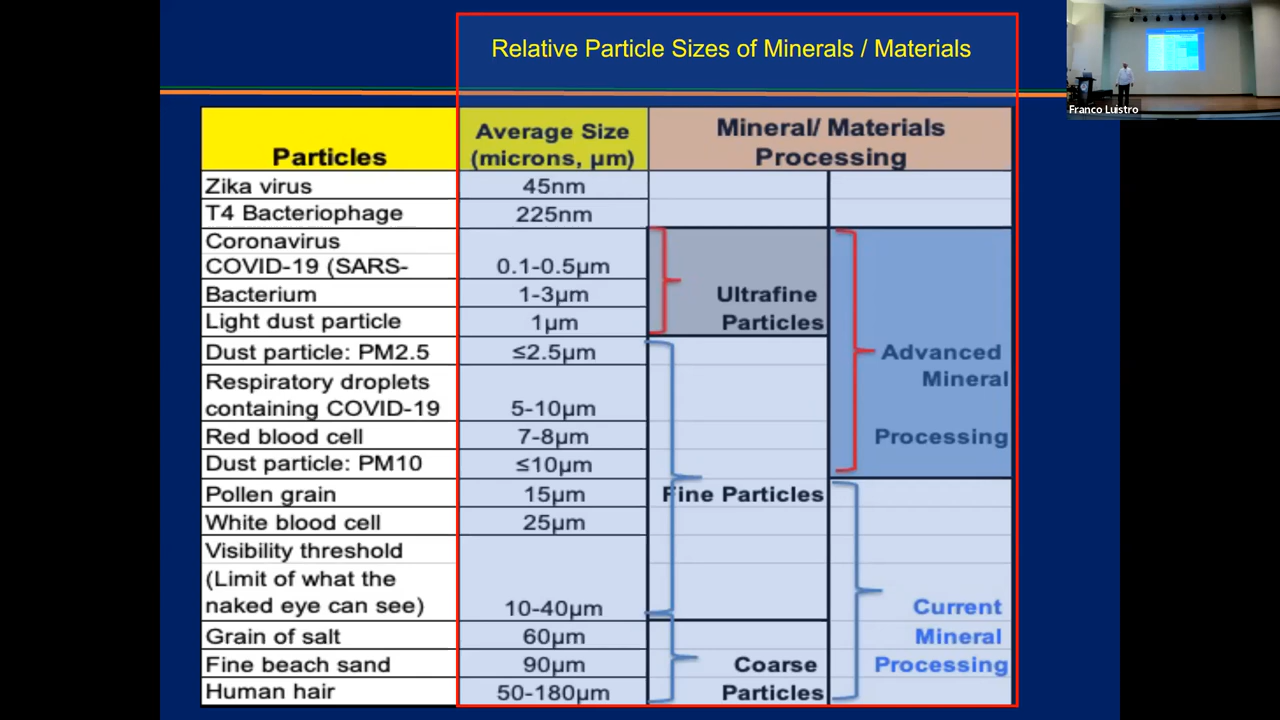 Relative Particle Sizes of Minerals / Materials
Franco Luistro
Particles
Average Size
(microns, µm)
Mineral/ Materials
Processing
Zika virus
45nm
T4 Bacteriophage
225nm
Coronavirus
COVID-19 (SARS-
0.1-0.5µm
Bacterium
1-3µm
Light dust particle
1µm
Ultrafine
Particles
Dust particle: PM2.5
≤2.5µm
Respiratory droplets
containing COVID-19
5-10µm
Red blood cell
7-8µm
Dust particle: PM10
≤10µm
Advanced
Mineral
Processing
Pollen grain
15µm
Fine Particles
White blood cell
25µm
Visibility threshold
(Limit of what the
naked eye can see)
10-40µm
Grain of salt
60µm
Fine beach sand
90µm
Human hair
50-180µm
Coarse
Particles
Current
Mineral
Processing